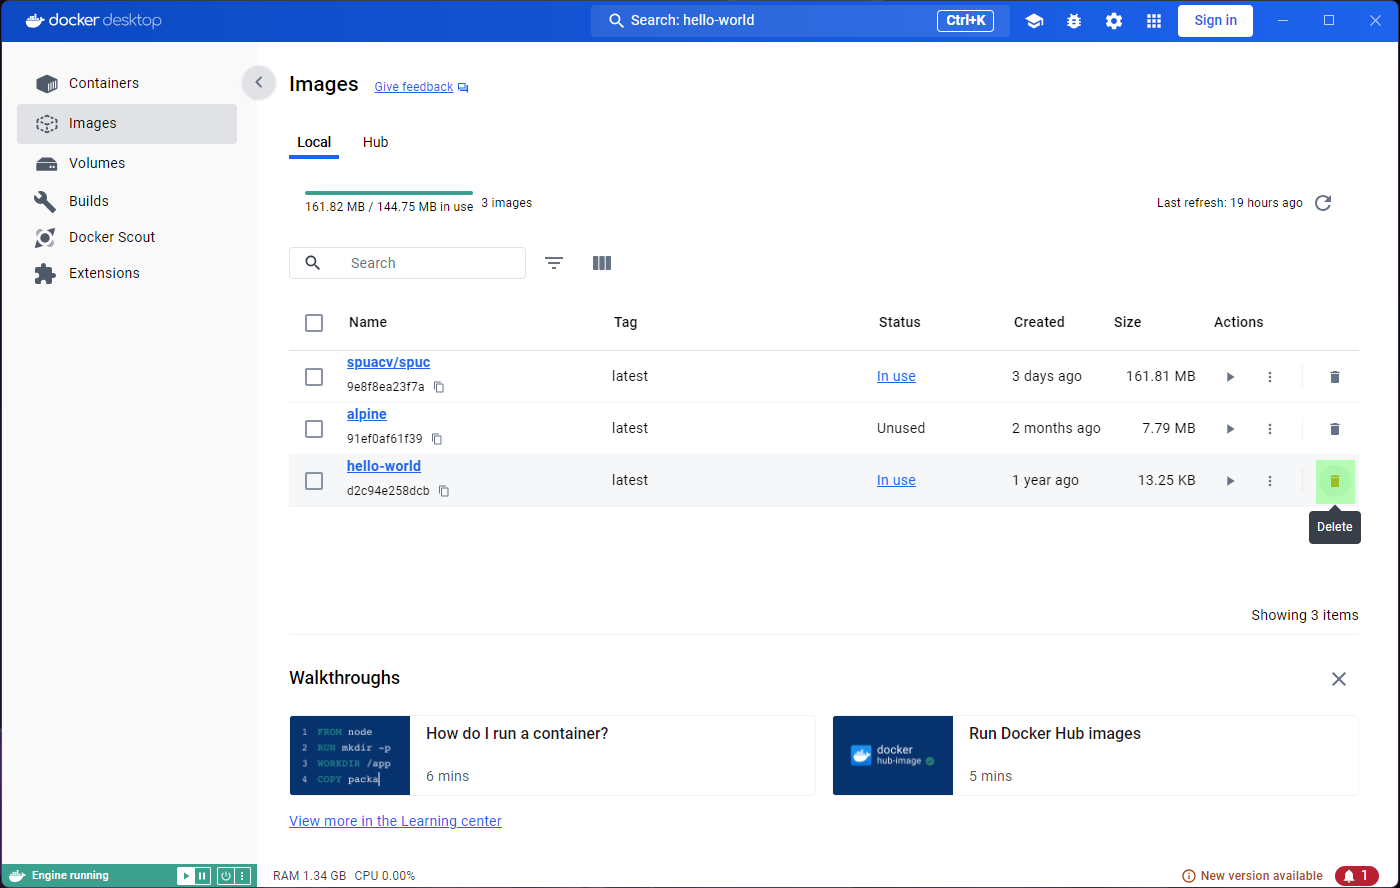 docker desktop
Search: hello-world
Ctrl+K
Sign in
Containers
Images
Volumes
Builds
Docker Scout
Extensions
Images
Give feedback
Local
Hub
161.82 MB / 144.75 MB in use
3 images
Last refresh: 19 hours ago
Search
Name Tag Status Created Size Actions
spuacv/spuc
9e8f8ea23f7a
latest In use 3 days ago 161.81 MB
alpine
91ef0af61f39
latest Unused 2 months ago 7.79 MB
hello-world
d2c94e258dcb
latest In use 1 year ago 13.25 KB
Delete
Showing 3 items
Walkthroughs
1 FROM node
2 RUN mkdir -p
3 WORKDIR /app
4 COPY packa
How do I run a container?
6 mins
docker
hub-image
Run Docker Hub images
5 mins
View more in the Learning center
Engine running
RAM 1.34 GB CPU 0.00%
New version available
1